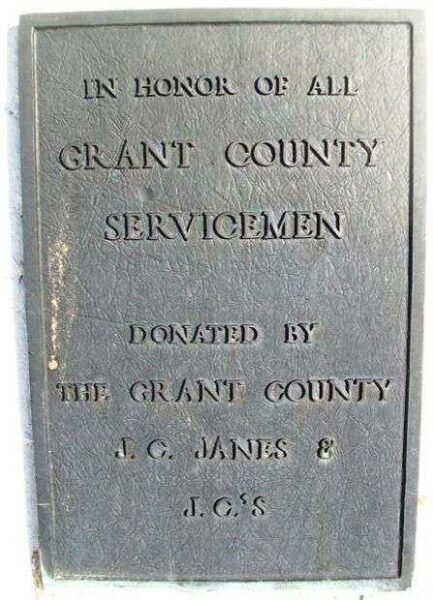 IN HONOR OF ALL
GRANT COUNTY
SERVICEMEN
DONATED BY
THE GRANT COUNTY
J.C. JANES &
J.C.'S